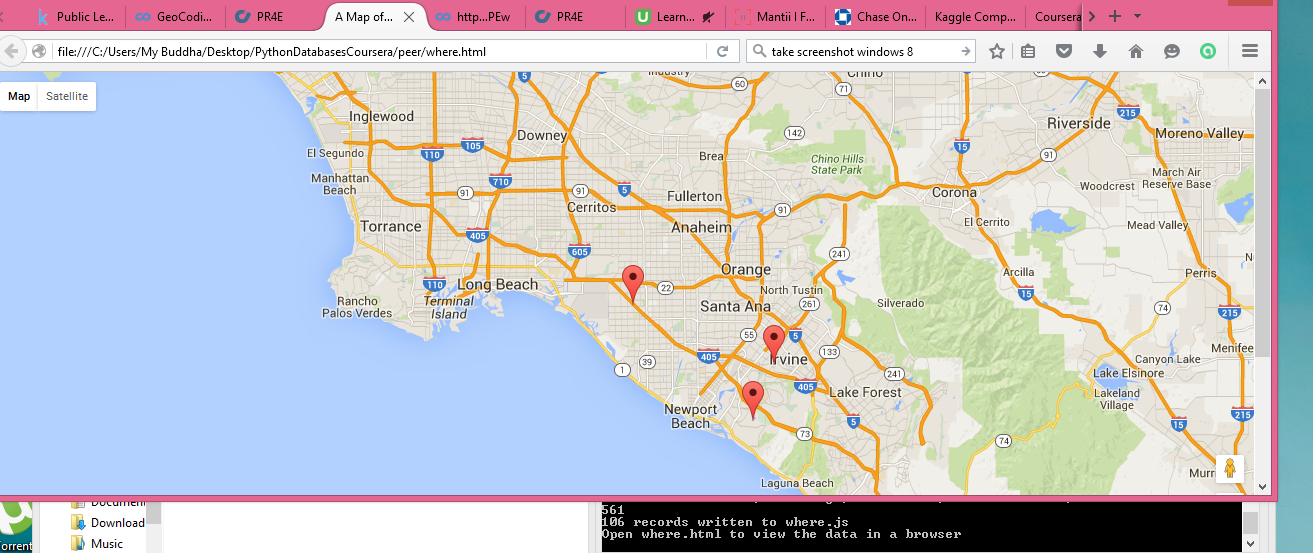 Public Le...
GeoCodi...
PR4E
A Map of...
http...PEw
PR4E
Learn...
Mantii I F...
Chase On...
Kaggle Comp...
Coursera
file:///C:/Users/My Buddha/Desktop/PythonDatabasesCoursera/peer/where.html
take screenshot windows 8
Map Satellite
Industry
60
Chino
71
5
215
Inglewood
Riverside
Moreno Valley
Downey
142
110
105
15
El Segundo
Brea
Chino Hills
State Park
91
Manhattan
Beach
710
March Air
Reserve Base
Woodcrest
91
5
Fullerton
Corona
Cerritos
91
El Cerrito
Mead Valley
Torrance
405
Anaheim
605
241
Orange
Arcilla
Perris
110
Long Beach
22
North Tustin
15
Rancho
Palos Verdes
Terminal
Island
Santa Ana
261
Silverado
74
215
55
5
133
Menifee
405
Irvine
Canyon Lake
39
1
241
Lake Elsinore
405
Lake Forest
Lakeland
Village
Newport
Beach
215
5
15
73
74
Laguna Beach
Murr
Document
Download
Music
Torrent
561
106 records written to where.js
Open where.html to view the data in a browser